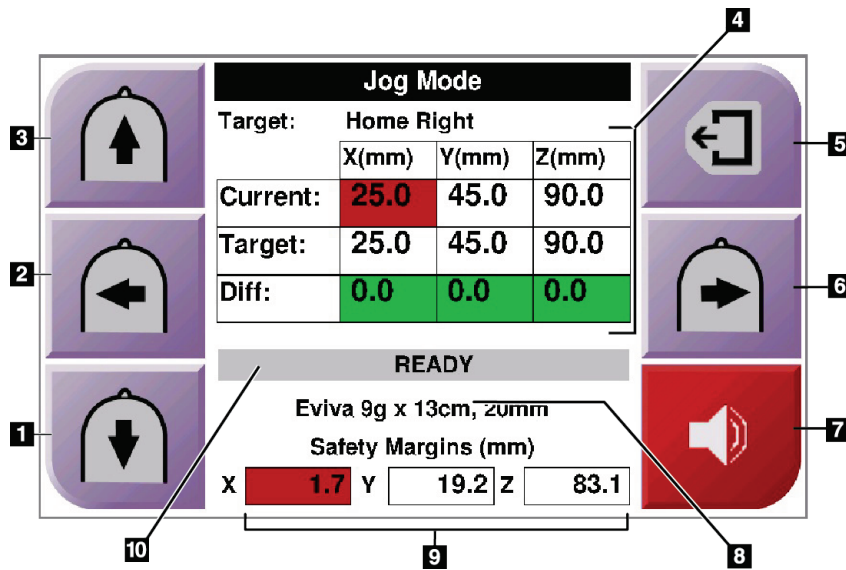 4
Jog Mode
Target: Home Right
X(mm) Y(mm) Z(mm)
Current: 25.0 45.0 90.0
Target: 25.0 45.0 90.0
Diff: 0.0 0.0 0.0
READY
Eviva 9g x 13cm, 20mm
Safety Margins (mm)
X 1.7 Y 19.2 Z 83.1
3
2
1
5
6
7
10
9
8